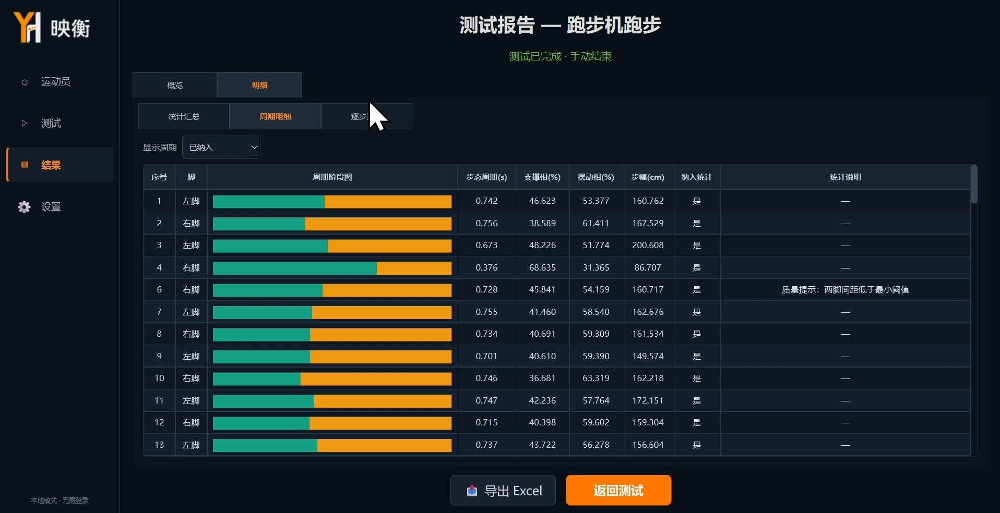 YH 映衡
运动员
测试
结果
设置
本地模式 · 无需登录
测试报告 — 跑步机跑步
测试已完成 · 手动结束
概览 明细
统计汇总 周期明细 逐步
显示周期 已纳入
序号 脚 周期阶段图 步态周期(s) 支撑相(%) 摆动相(%) 步幅(cm) 纳入统计 统计说明
1 左脚 0.742 46.623 53.377 160.762 是 —
2 右脚 0.756 38.589 61.411 167.529 是 —
3 左脚 0.673 48.226 51.774 200.608 是 —
4 右脚 0.376 68.635 31.365 86.707 是 —
6 右脚 0.728 45.841 54.159 160.717 是 质量提示：两脚间距低于最小阈值
7 左脚 0.755 41.460 58.540 162.676 是 —
8 右脚 0.734 40.691 59.309 161.534 是 —
9 左脚 0.701 40.610 59.390 149.574 是 —
10 右脚 0.746 36.681 63.319 162.218 是 —
11 左脚 0.747 42.236 57.764 172.151 是 —
12 右脚 0.715 40.398 59.602 159.304 是 —
13 左脚 0.737 43.722 56.278 156.604 是 —
导出 Excel 返回测试